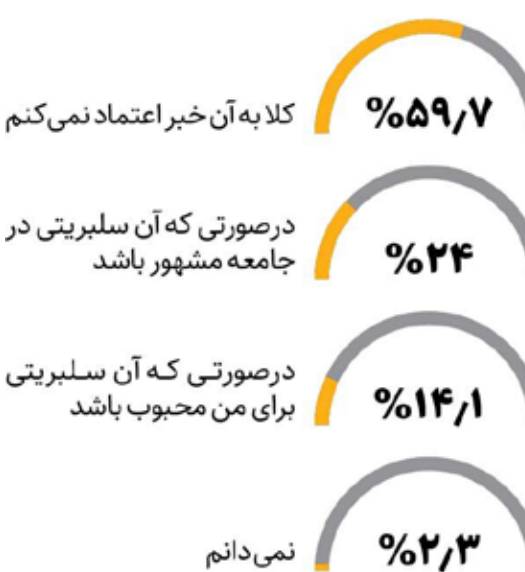 %۵۹٫۷
کلا به آن خبر اعتماد نمی‌کنم
%۲۴
درصورتی که آن سلبریتی در
جامعه مشهور باشد
%۱۴٫۱
درصورتی که آن سلبریتی
برای من محبوب باشد
%۲٫۳
نمی‌دانم